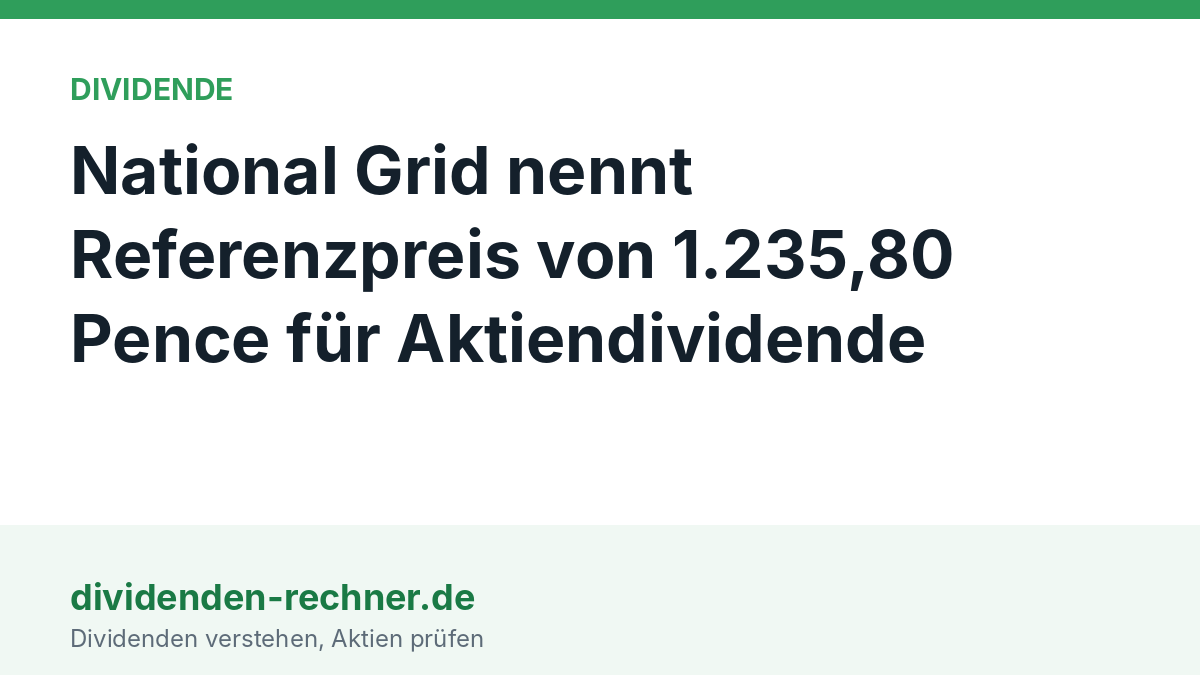 DIVIDENDE
National Grid nennt
Referenzpreis von 1.235,80
Pence für Aktiendividende
dividenden-rechner.de
Dividenden verstehen, Aktien prüfen